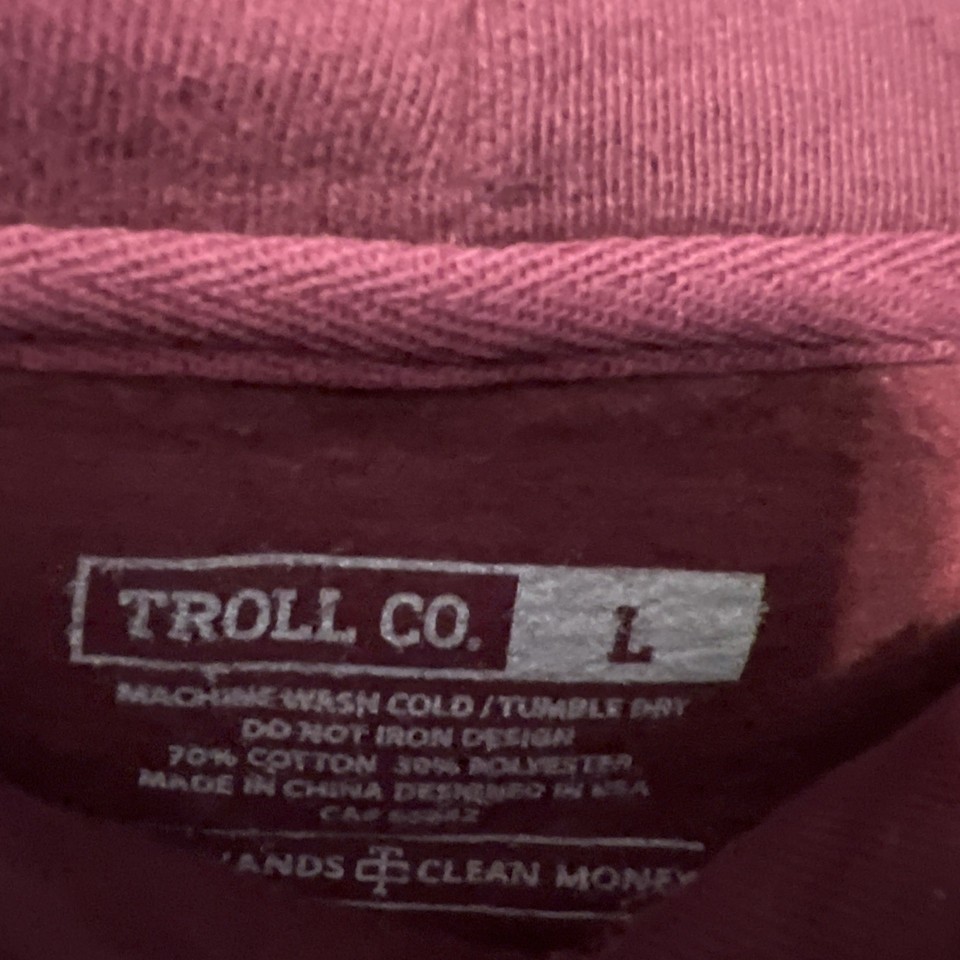 TROLL CO. L
MACHINE WASH COLD / TUMBLE DRY
DO NOT IRON DESIGN
70% COTTON 30% POLYESTER
MADE IN CHINA DESIGNED IN USA
CA#
CLEAN MONEY